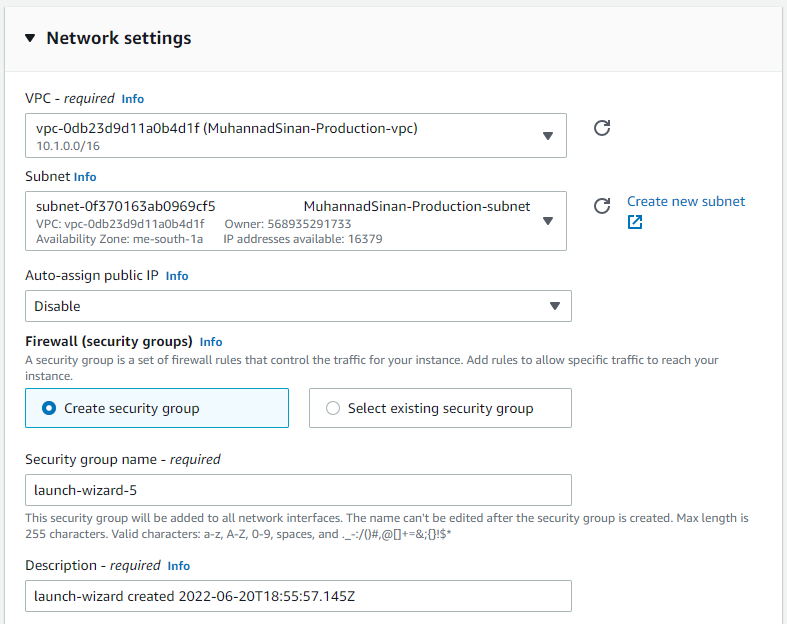 Network settings
VPC - required Info
vpc-0db23d9d11a0b4d1f (MuhannadSinan-Production-vpc)
10.1.0.0/16
Subnet Info
subnet-0f370163ab0969cf5 MuhannadSinan-Production-subnet
VPC: vpc-0db23d9d11a0b4d1f Owner: 568935291733
Availability Zone: me-south-1a IP addresses available: 16379
Create new subnet
Auto-assign public IP Info
Disable
Firewall (security groups) Info
A security group is a set of firewall rules that control the traffic for your instance. Add rules to allow specific traffic to reach your
instance.
Create security group
Select existing security group
Security group name - required
launch-wizard-5
This security group will be added to all network interfaces. The name can't be edited after the security group is created. Max length is
255 characters. Valid characters: a-z, A-Z, 0-9, spaces, and ._-:/()#,@[]+=&;{}!$*
Description - required Info
launch-wizard created 2022-06-20T18:55:57.145Z